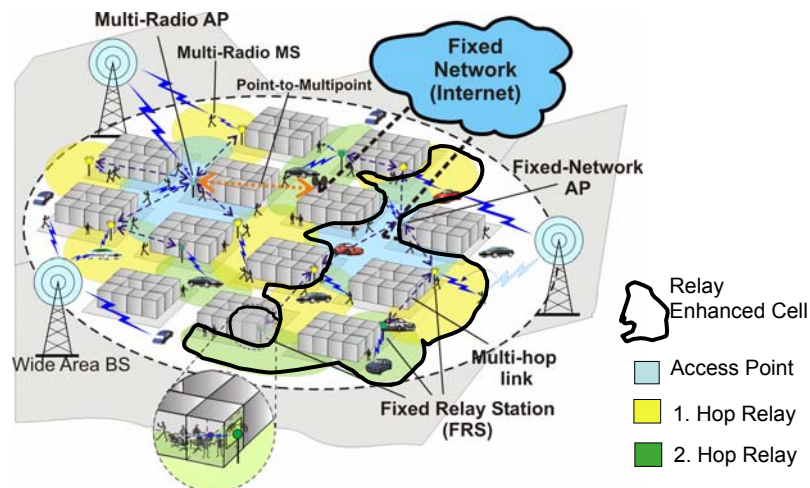 Multi-Radio AP
Multi-Radio MS
Point-to-Multipoint
Fixed
Network
(Internet)
Fixed-Network
AP
Wide Area BS
Multi-hop
link
Fixed Relay Station
(FRS)
Relay
Enhanced Cell
Access Point
1. Hop Relay
2. Hop Relay